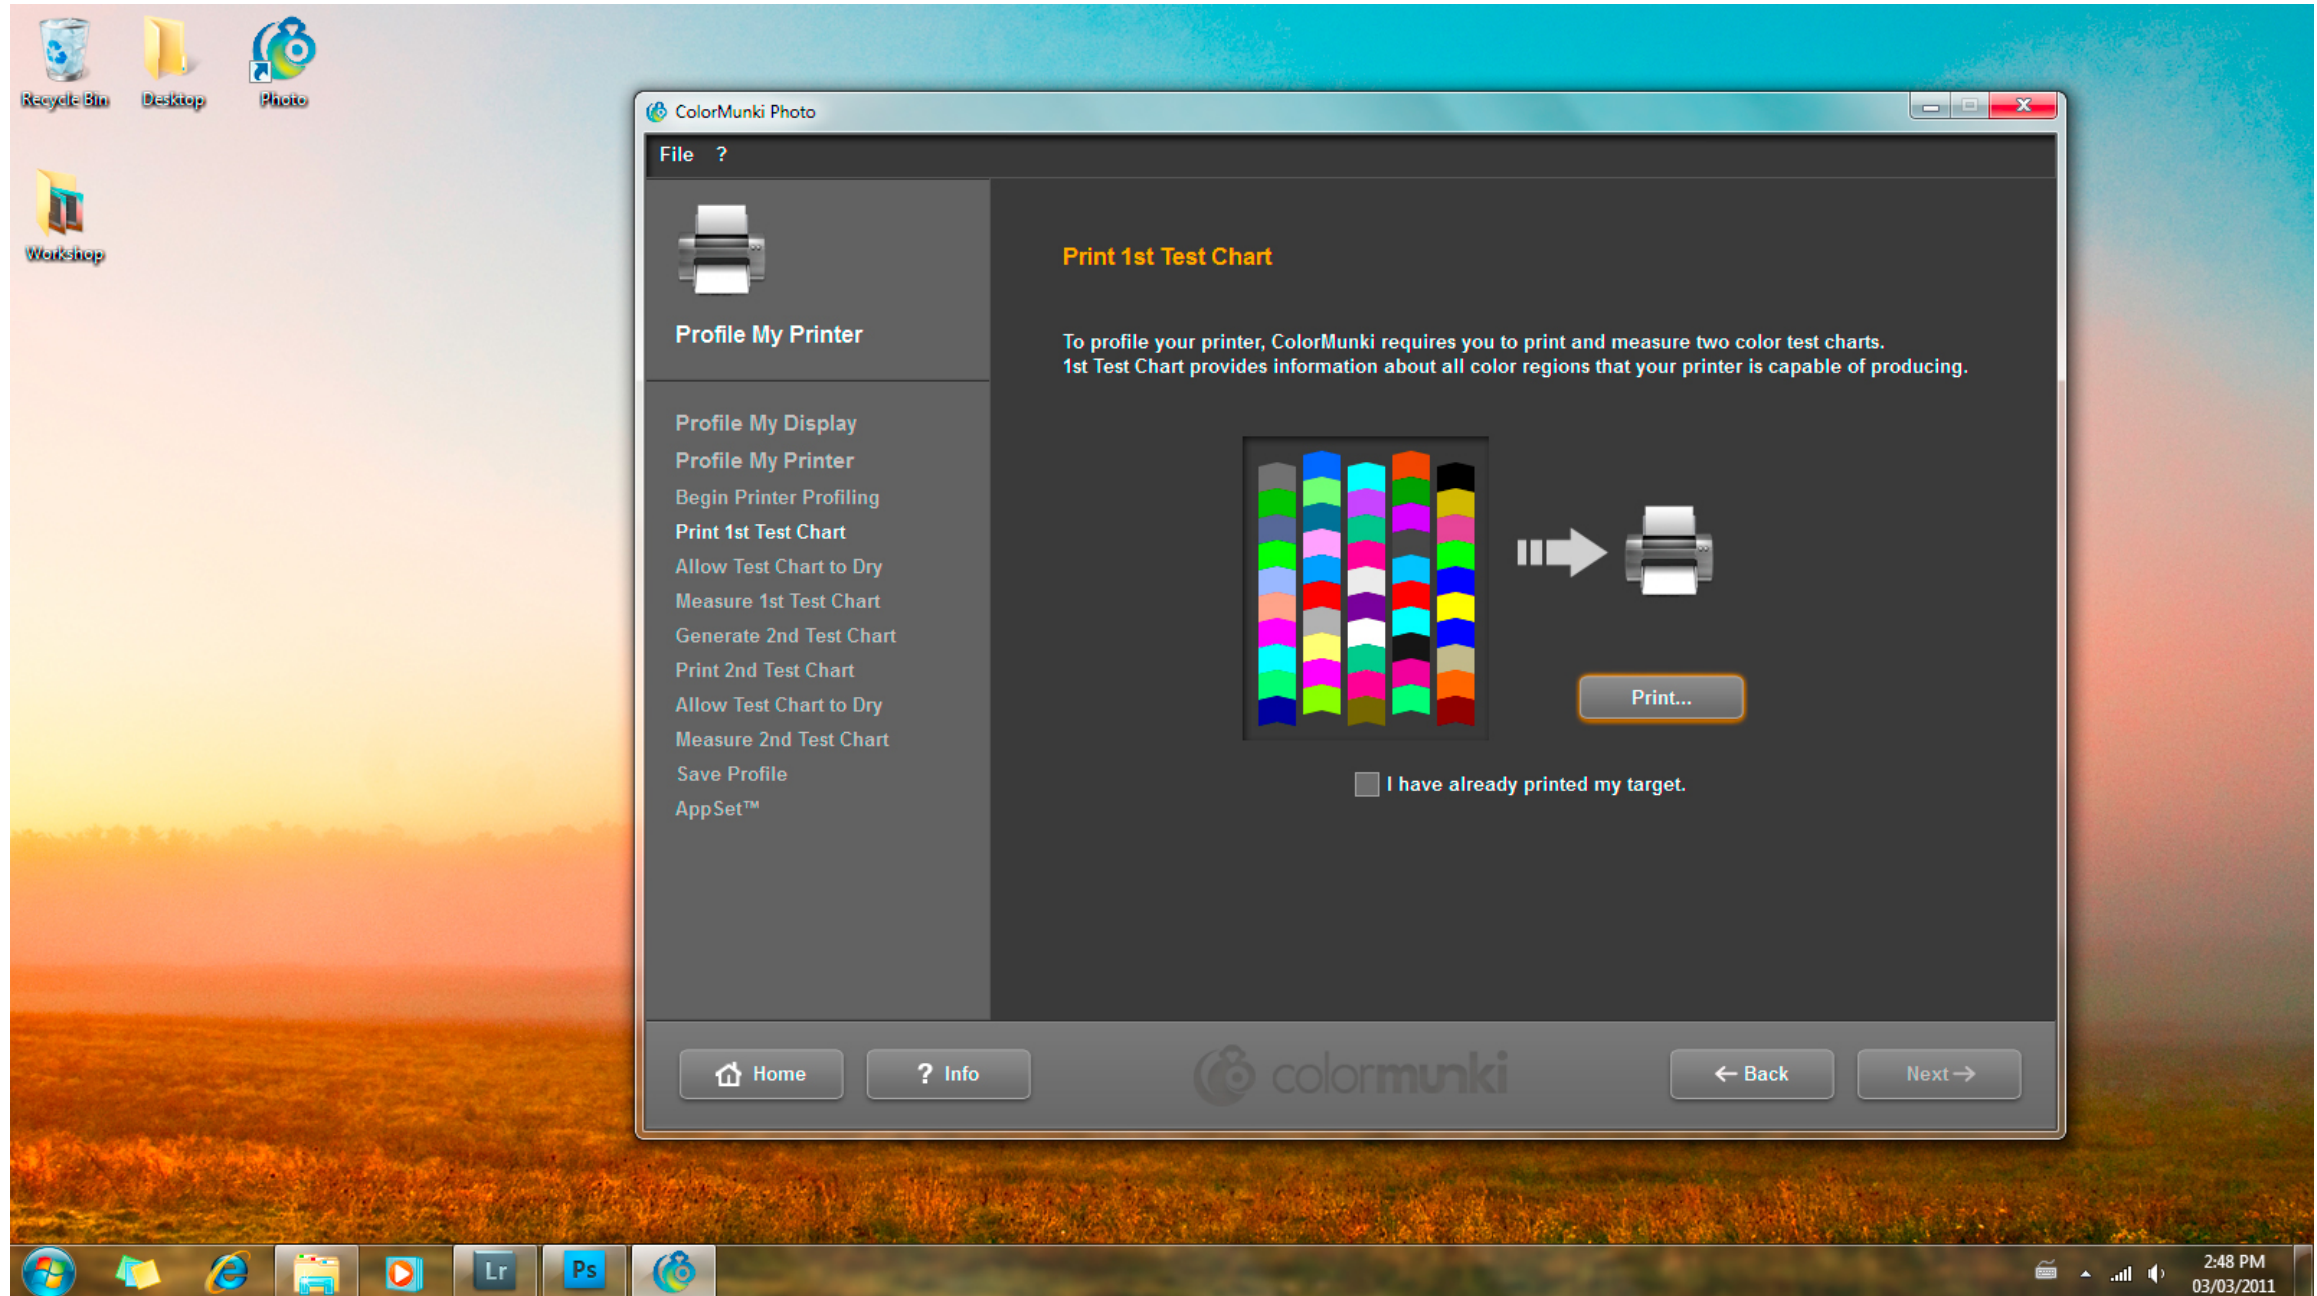 Recycle Bin
Desktop
Photo
Workshop
ColorMunki Photo
File ?
Profile My Printer
Profile My Display
Profile My Printer
Begin Printer Profiling
Print 1st Test Chart
Allow Test Chart to Dry
Measure 1st Test Chart
Generate 2nd Test Chart
Print 2nd Test Chart
Allow Test Chart to Dry
Measure 2nd Test Chart
Save Profile
AppSet™
Print 1st Test Chart
To profile your printer, ColorMunki requires you to print and measure two color test charts.
1st Test Chart provides information about all color regions that your printer is capable of producing.
Print...
I have already printed my target.
Home
? Info
colormunki
Back
Next
Lr
Ps
2:48 PM
03/03/2011